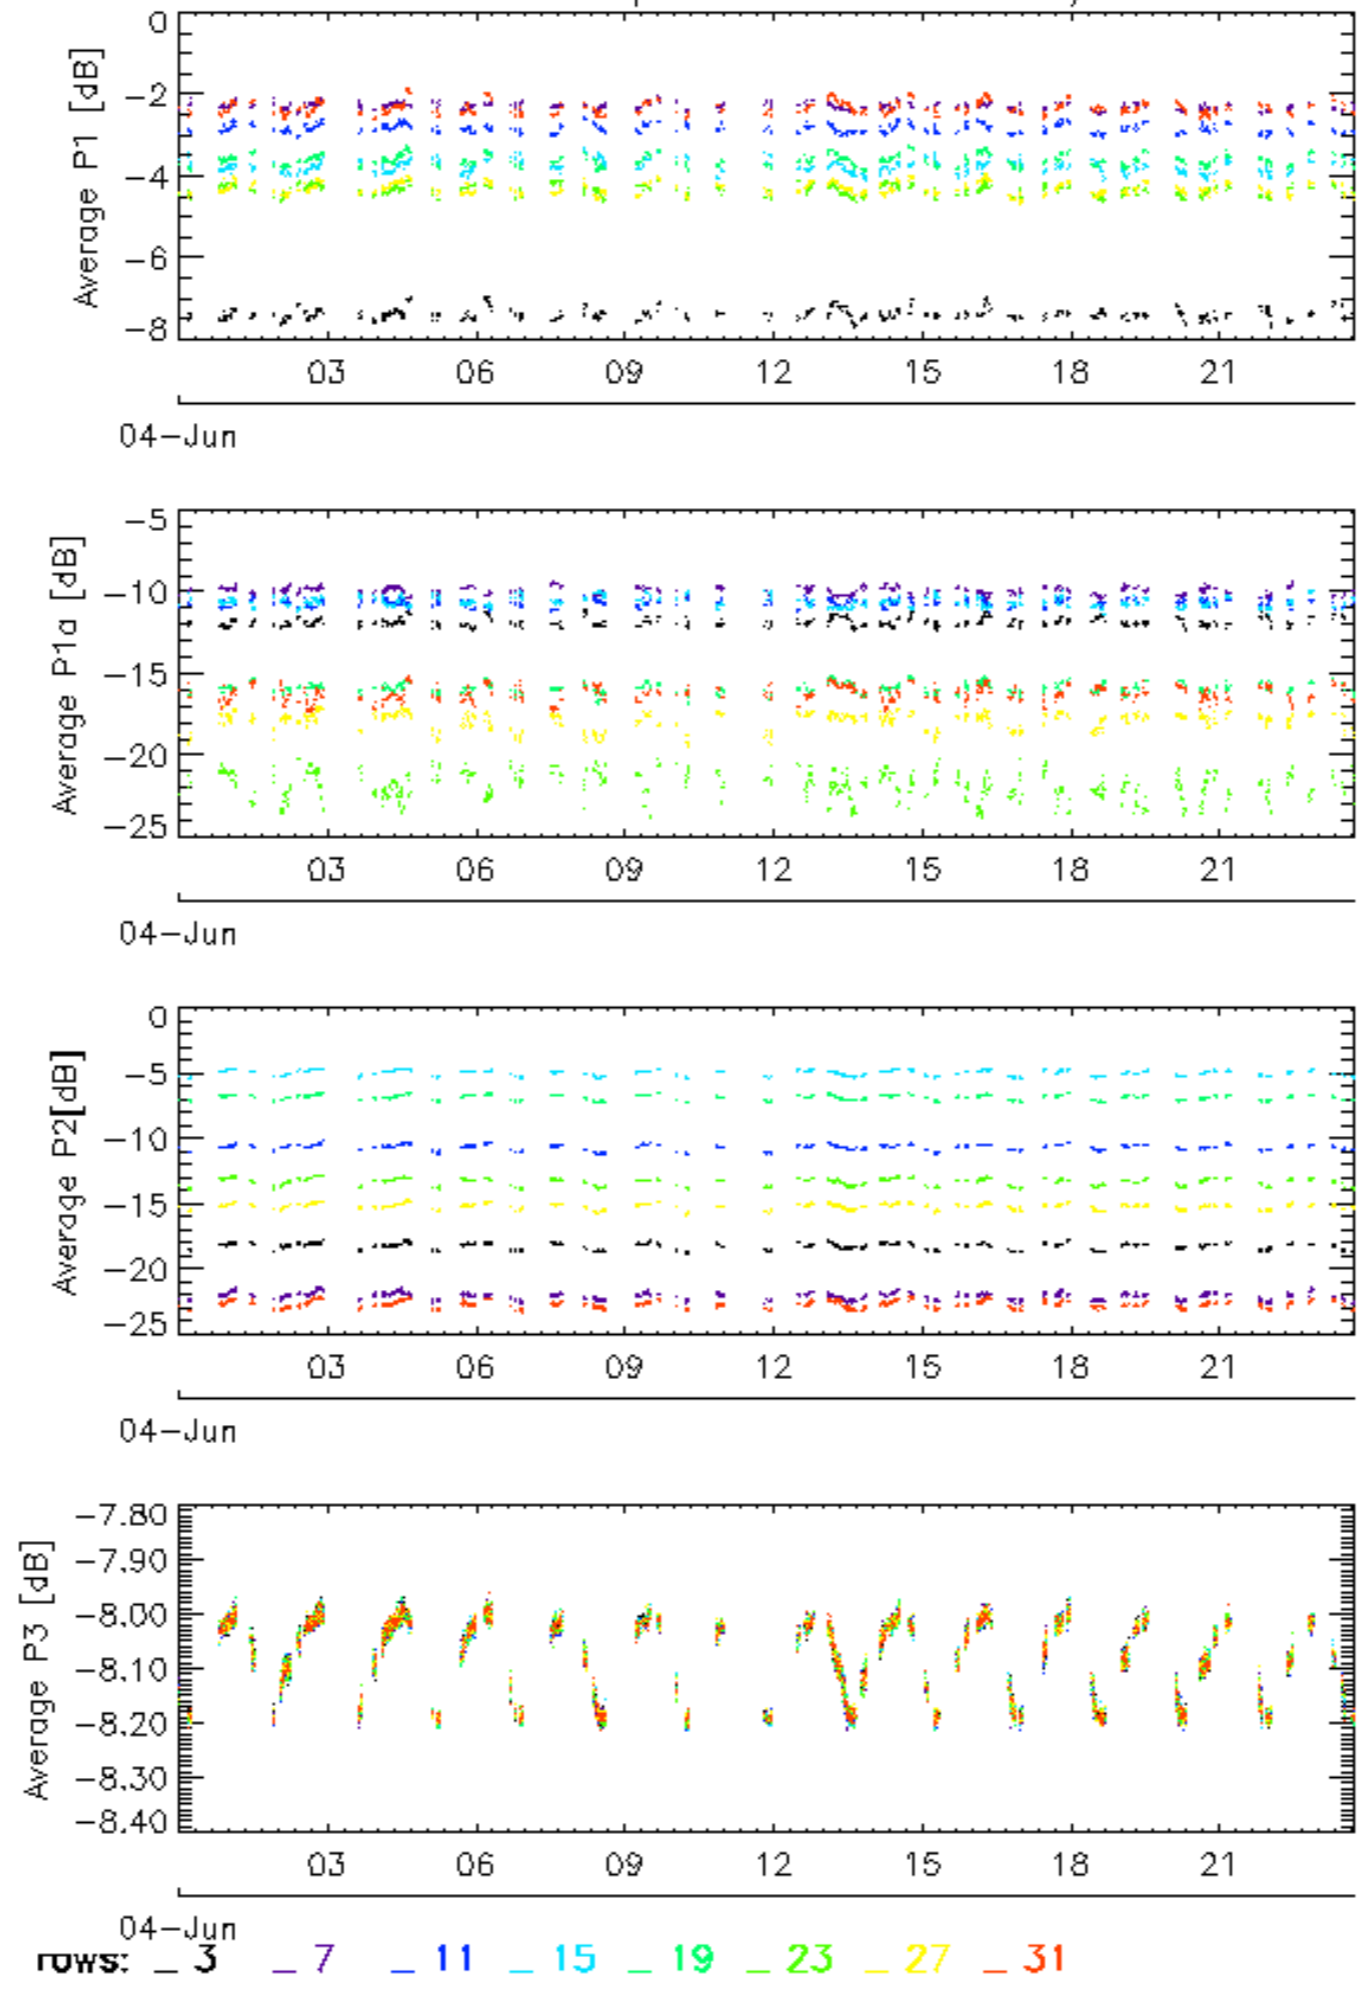 0
−2
−4
−6
−8
Average P1 [dB]
03 06 09 12 15 18 21
04−Jun
−5
−10
−15
−20
−25
Average P1a [dB]
03 06 09 12 15 18 21
04−Jun
0
−5
−10
−15
−20
−25
Average P2[dB]
03 06 09 12 15 18 21
04−Jun
−7.80
−7.90
−8.00
−8.10
−8.20
−8.30
−8.40
Average P3 [dB]
03 06 09 12 15 18 21
04−Jun
rows: _ 3 _ 7 _ 11 _ 15 _ 19 _ 23 _ 27 _ 31